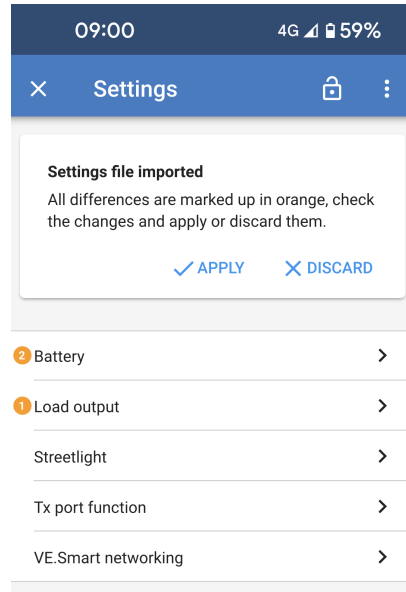 09:00 4G 59%
Settings
Settings file imported
All differences are marked up in orange, check
the changes and apply or discard them.
APPLY DISCARD
2 Battery
1 Load output
Streetlight
Tx port function
VE.Smart networking